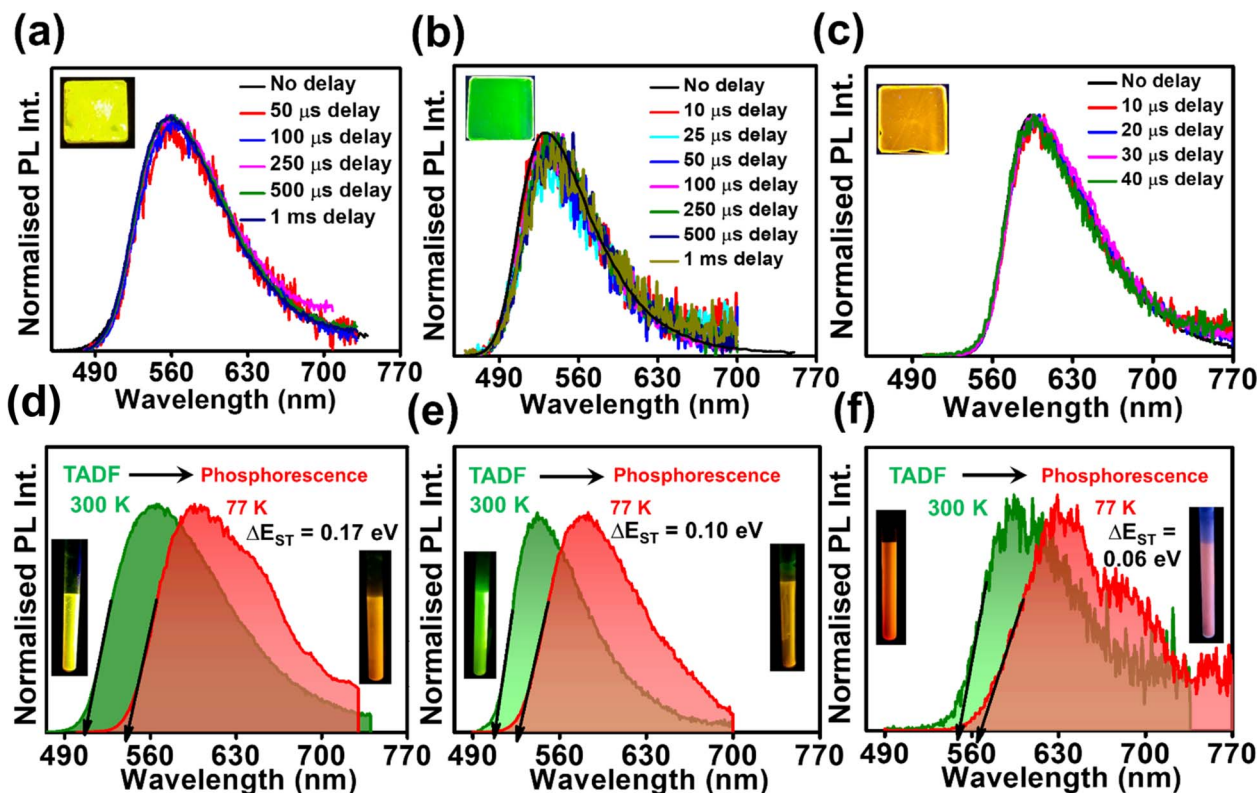 (a)
Normalised PL Int.
No delay
50 μs delay
100 μs delay
250 μs delay
500 μs delay
1 ms delay
490 560 630 700 770
Wavelength (nm)
(b)
Normalised PL Int.
No delay
10 μs delay
25 μs delay
50 μs delay
100 μs delay
250 μs delay
500 μs delay
1 ms delay
490 560 630 700 770
Wavelength (nm)
(c)
Normalised PL Int.
No delay
10 μs delay
20 μs delay
30 μs delay
40 μs delay
490 560 630 700 770
Wavelength (nm)
(d)
Normalised PL Int.
TADF Phosphorescence
300 K 77 K
ΔE_ST = 0.17 eV
490 560 630 700 770
Wavelength (nm)
(e)
Normalised PL Int.
TADF Phosphorescence
300 K 77 K
ΔE_ST = 0.10 eV
490 560 630 700 770
Wavelength (nm)
(f)
Normalised PL Int.
TADF Phosphorescence
300 K 77 K
ΔE_ST =
0.06 eV
490 560 630 700 770
Wavelength (nm)